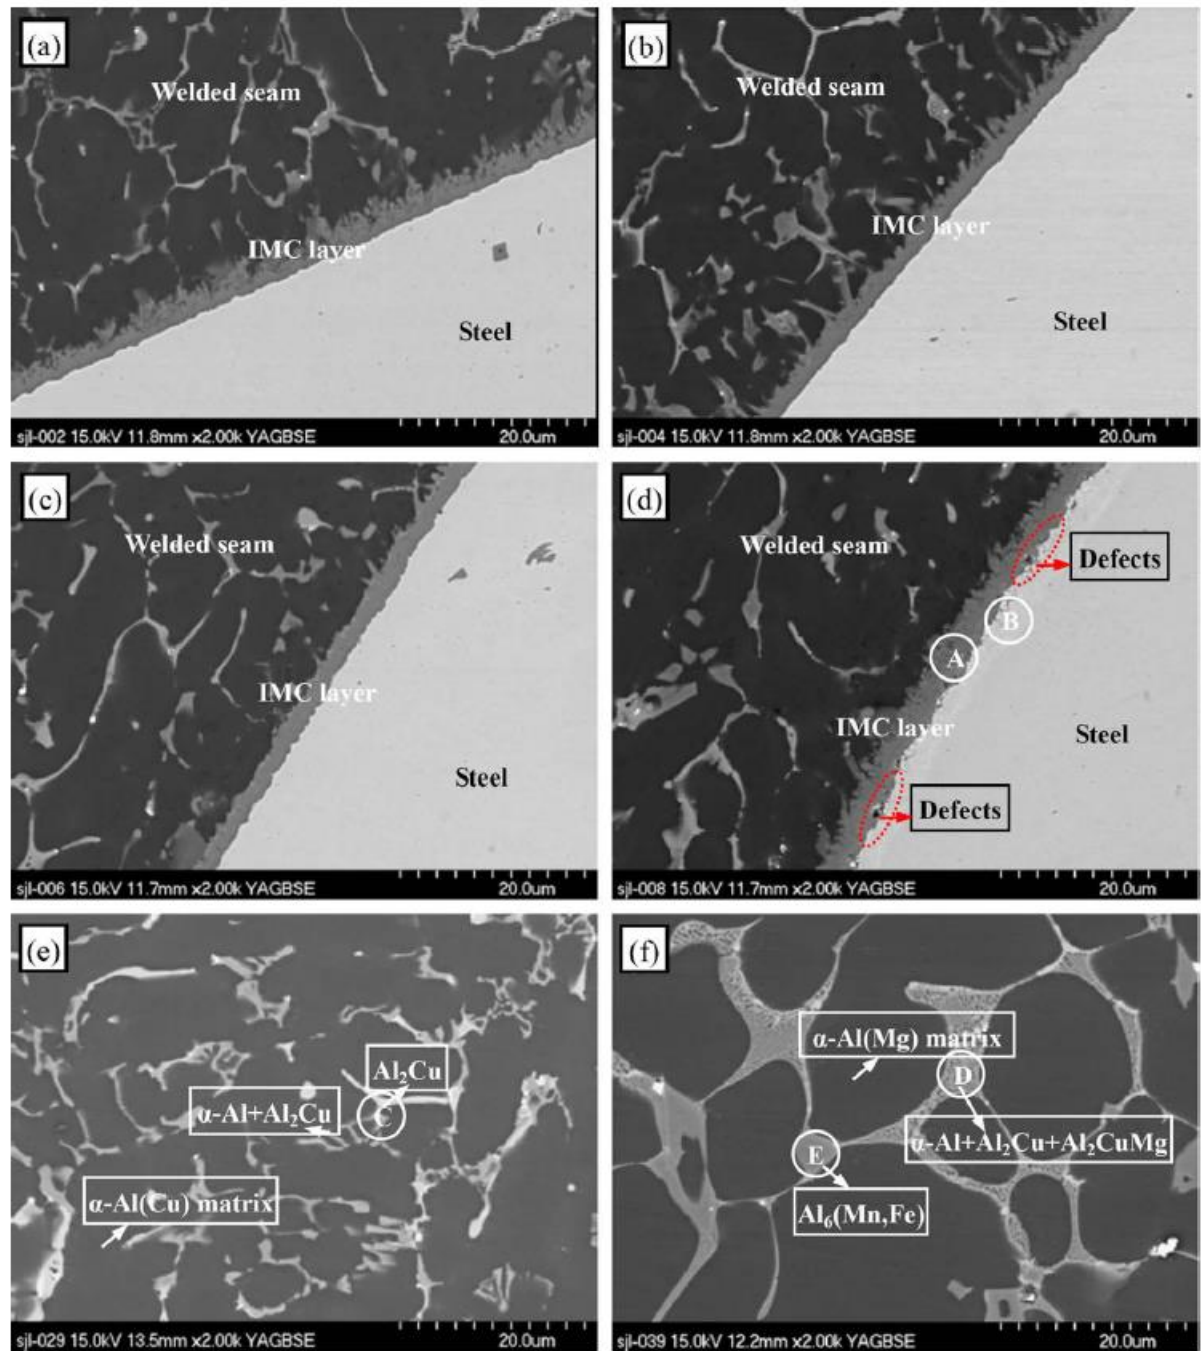 (a)
Welded seam
IMC layer
Steel
sjl-002 15.0kV 11.8mm x2.00k YAGBSE 20.0um
(b)
Welded seam
IMC layer
Steel
sjl-004 15.0kV 11.8mm x2.00k YAGBSE 20.0um
(c)
Welded seam
IMC layer
Steel
sjl-006 15.0kV 11.7mm x2.00k YAGBSE 20.0um
(d)
Welded seam
Defects
B
A
IMC layer
Steel
Defects
sjl-008 15.0kV 11.7mm x2.00k YAGBSE 20.0um
(e)
Al₂Cu
α-Al+Al₂Cu
C
α-Al(Cu) matrix
sjl-029 15.0kV 13.5mm x2.00k YAGBSE 20.0um
(f)
α-Al(Mg) matrix
D
α-Al+Al₂Cu+Al₂CuMg
E
Al₆(Mn,Fe)
sjl-039 15.0kV 12.2mm x2.00k YAGBSE 20.0um